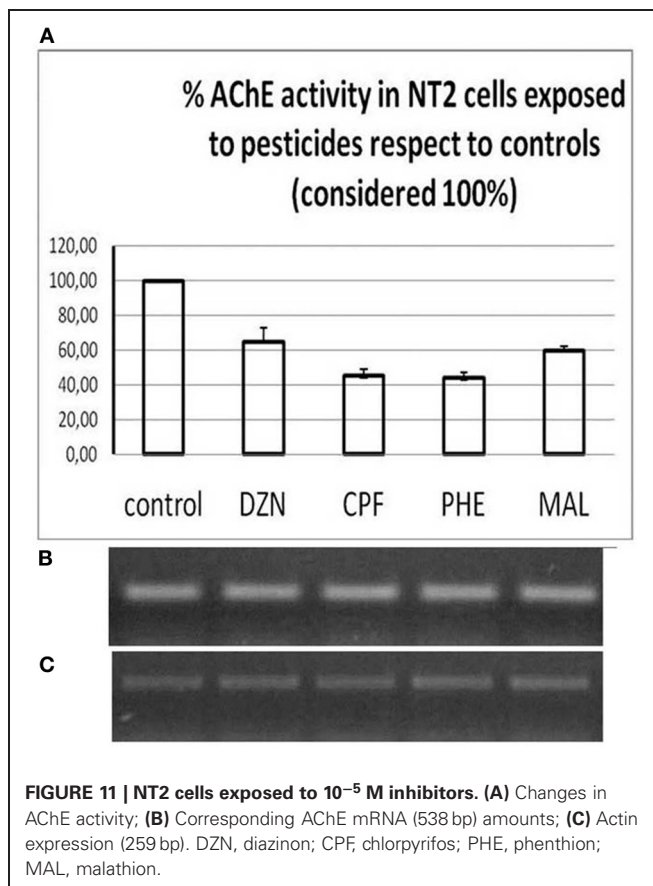 A
% AChE activity in NT2 cells exposed
to pesticides respect to controls
(considered 100%)
120,00
100,00
80,00
60,00
40,00
20,00
0,00
control DZN CPF PHE MAL
B
C
FIGURE 11 | NT2 cells exposed to 10⁻⁵ M inhibitors. (A) Changes in
AChE activity; (B) Corresponding AChE mRNA (538 bp) amounts; (C) Actin
expression (259 bp). DZN, diazinon; CPF, chlorpyrifos; PHE, phenthion;
MAL, malathion.